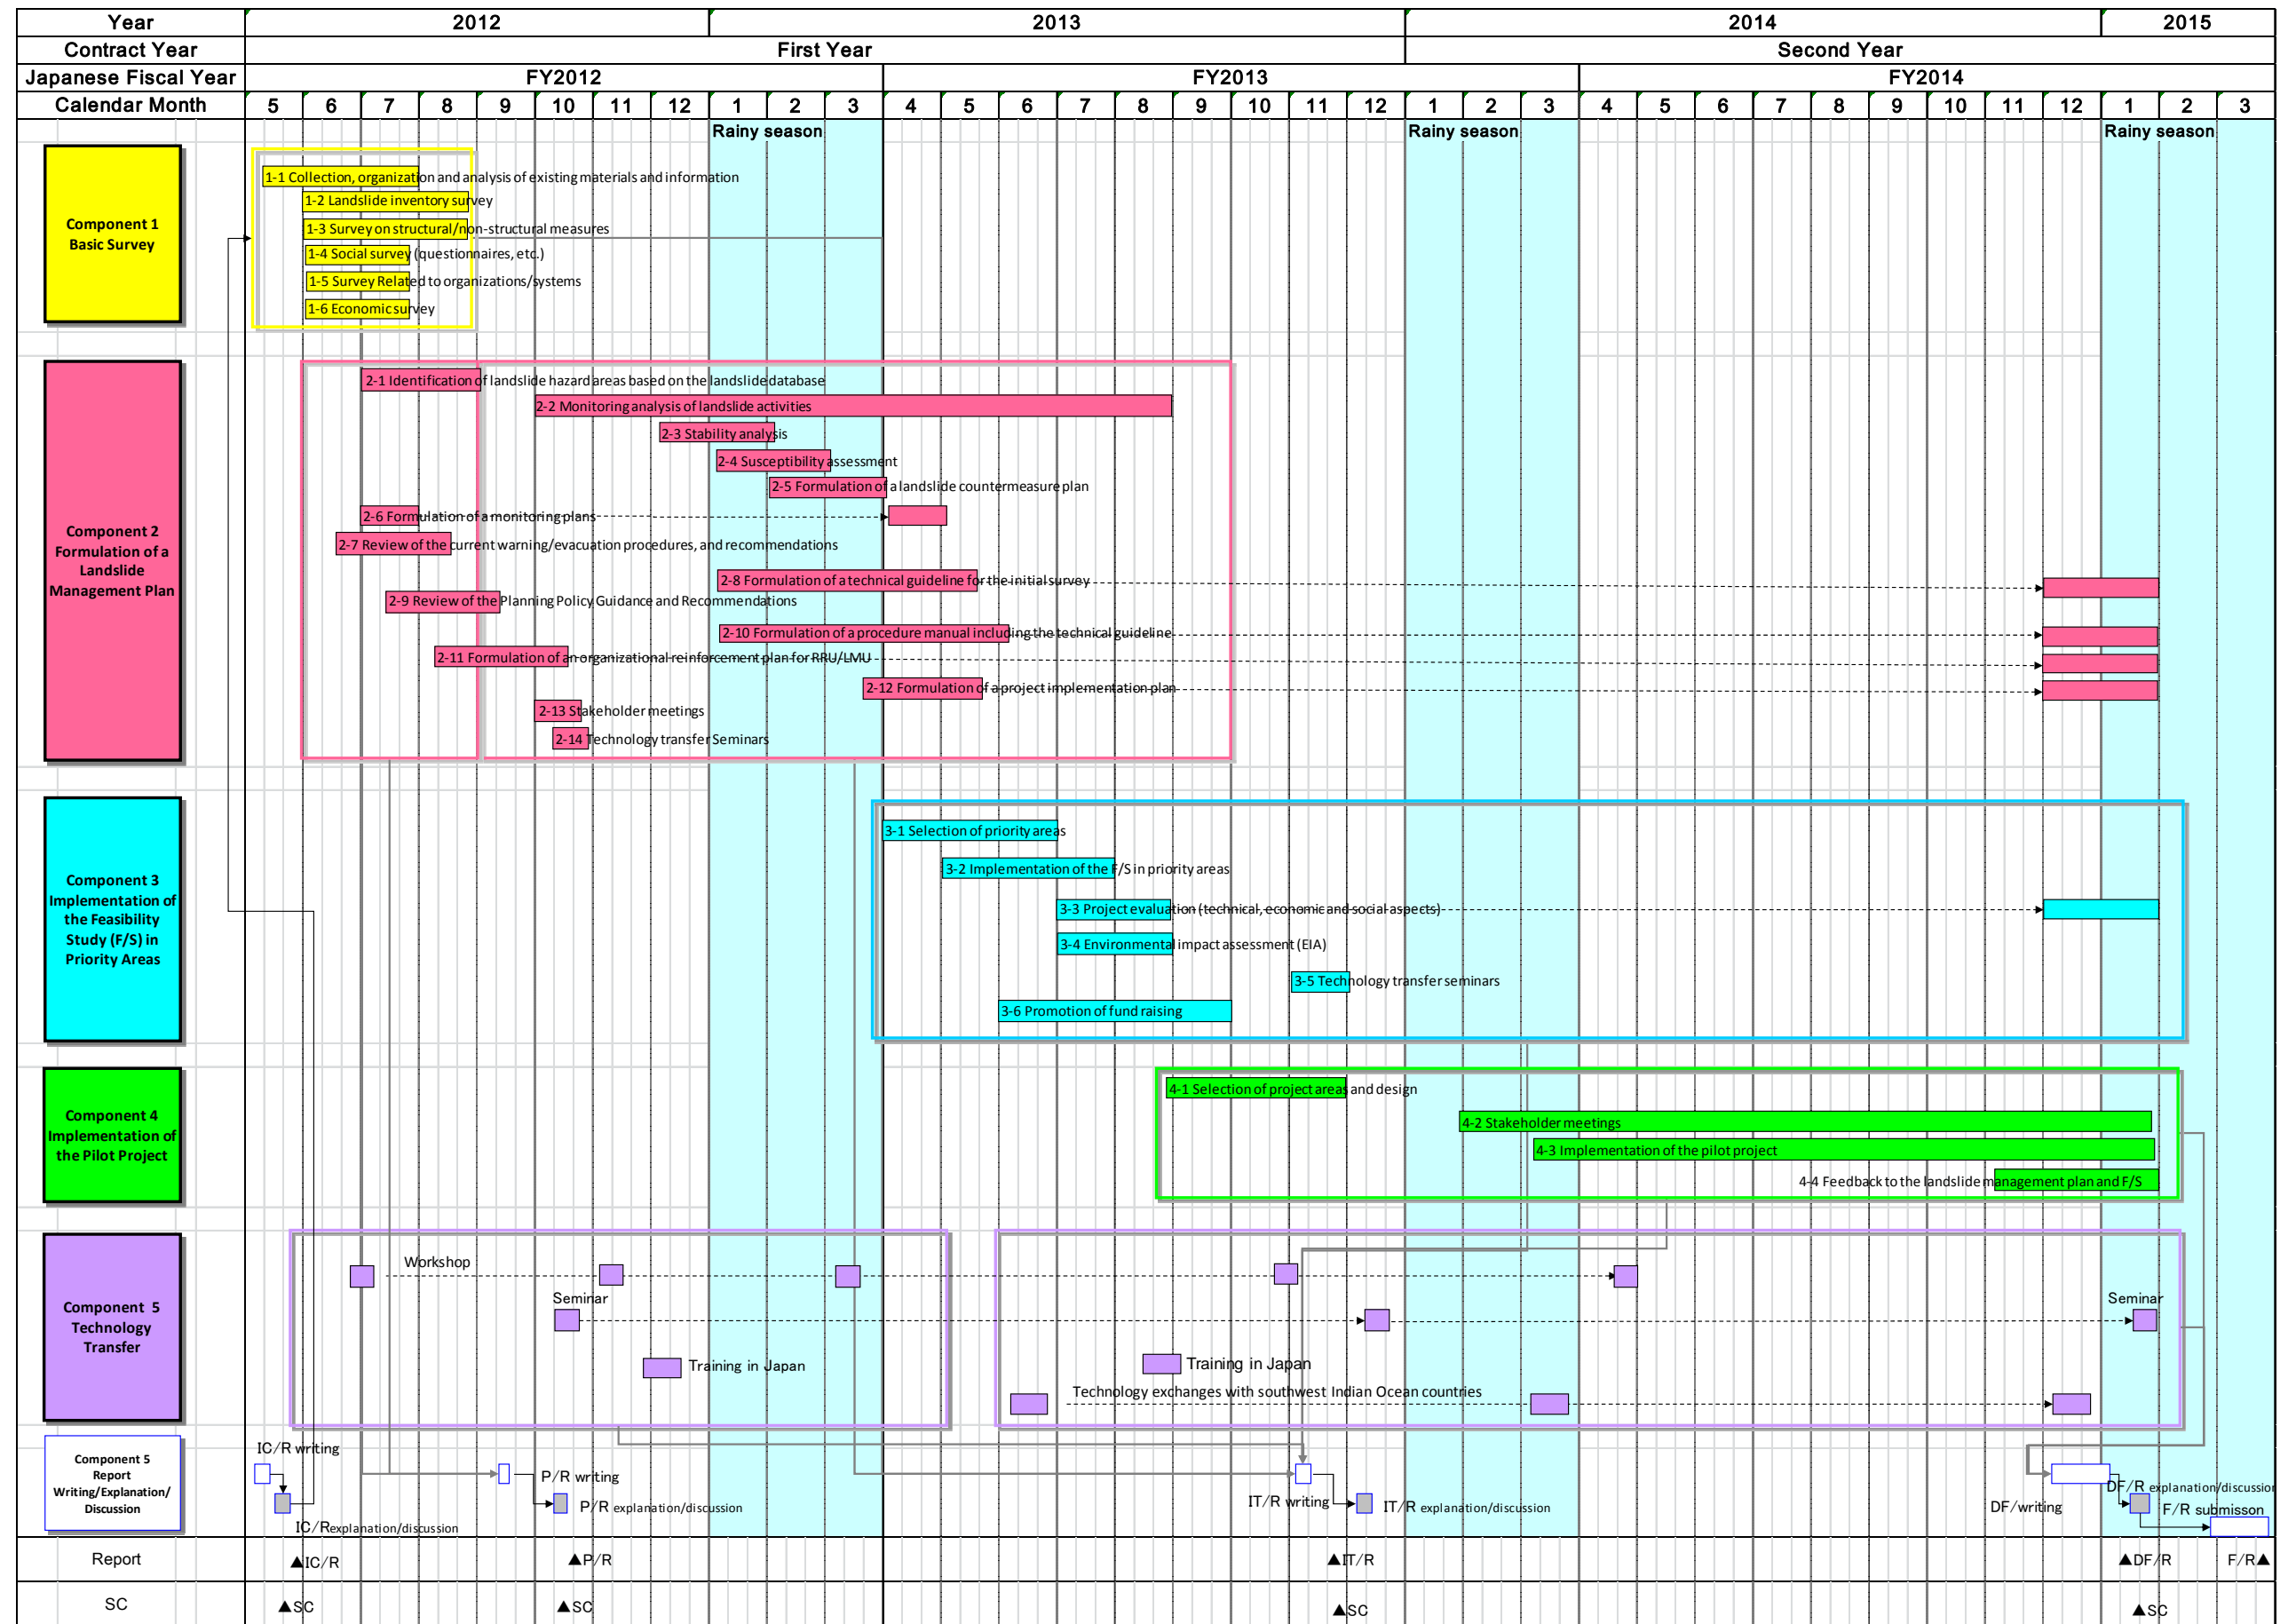 Year 2012 2013 2014 2015
Contract Year First Year Second Year
Japanese Fiscal Year FY2012 FY2013 FY2014
Calendar Month 5 6 7 8 9 10 11 12 1 2 3 4 5 6 7 8 9 10 11 12 1 2 3 4 5 6 7 8 9 10 11 12 1 2 3
Rainy season Rainy season Rainy season
Component 1
Basic Survey
1-1 Collection, organization and analysis of existing materials and information
1-2 Landslide inventory survey
1-3 Survey on structural/non-structural measures
1-4 Social survey (questionnaires, etc.)
1-5 Survey Related to organizations/systems
1-6 Economic survey
Component 2
Formulation of a
Landslide
Management Plan
2-1 Identification of landslide hazard areas based on the landslide database
2-2 Monitoring analysis of landslide activities
2-3 Stability analysis
2-4 Susceptibility assessment
2-5 Formulation of a landslide countermeasure plan
2-6 Formulation of a monitoring plans
2-7 Review of the current warning/evacuation procedures, and recommendations
2-8 Formulation of a technical guideline for the initial survey
2-9 Review of the Planning Policy Guidance and Recommendations
2-10 Formulation of a procedure manual including the technical guideline
2-11 Formulation of an organizational reinforcement plan for RRU/LMU
2-12 Formulation of a project implementation plan
2-13 Stakeholder meetings
2-14 Technology transfer Seminars
Component 3
Implementation of
the Feasibility
Study (F/S) in
Priority Areas
3-1 Selection of priority areas
3-2 Implementation of the F/S in priority areas
3-3 Project evaluation (technical, economic and social aspects)
3-4 Environmental impact assessment (EIA)
3-5 Technology transfer seminars
3-6 Promotion of fund raising
Component 4
Implementation of
the Pilot Project
4-1 Selection of project areas and design
4-2 Stakeholder meetings
4-3 Implementation of the pilot project
4-4 Feedback to the landslide management plan and F/S
Component 5
Technology
Transfer
Workshop
Seminar Seminar
Training in Japan Training in Japan
Technology exchanges with southwest Indian Ocean countries
Component 5
Report
Writing/Explanation/
Discussion
IC/R writing
IC/Rexplanation/discussion
P/R writing
P/R explanation/discussion
IT/R writing
IT/R explanation/discussion
DF/writing
DF/R explanation/discussion
F/R submisson
Report ▲IC/R ▲P/R ▲IT/R ▲DF/R F/R▲
SC ▲SC ▲SC ▲SC ▲SC